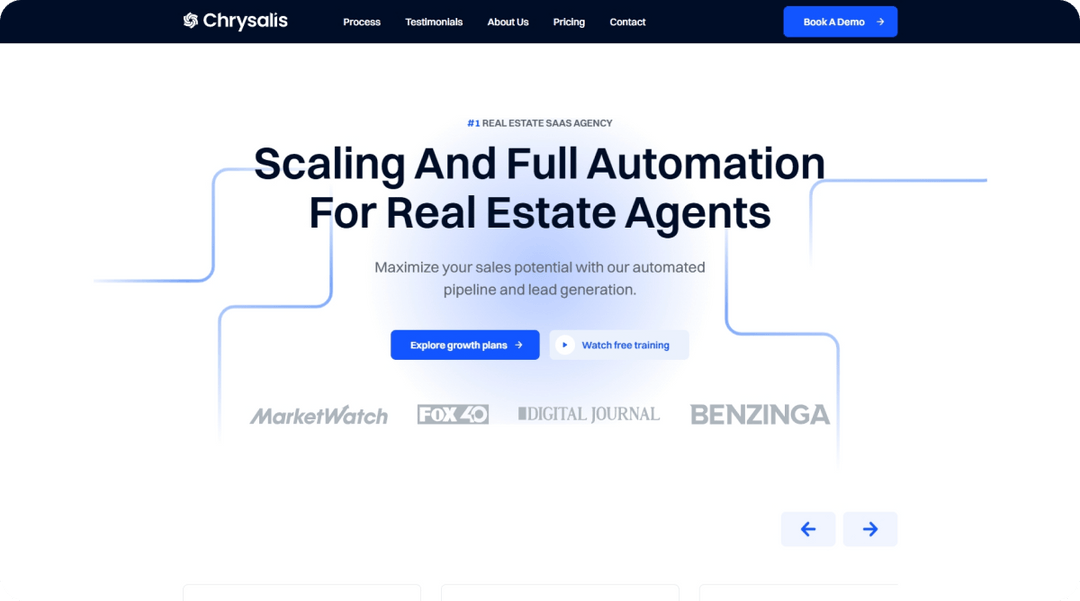 Chrysalis
Process Testimonials About Us Pricing Contact
Book A Demo
#1 REAL ESTATE SAAS AGENCY
Scaling And Full Automation
For Real Estate Agents
Maximize your sales potential with our automated
pipeline and lead generation.
Explore growth plans
Watch free training
MarketWatch FOX 40 DIGITAL JOURNAL BENZINGA